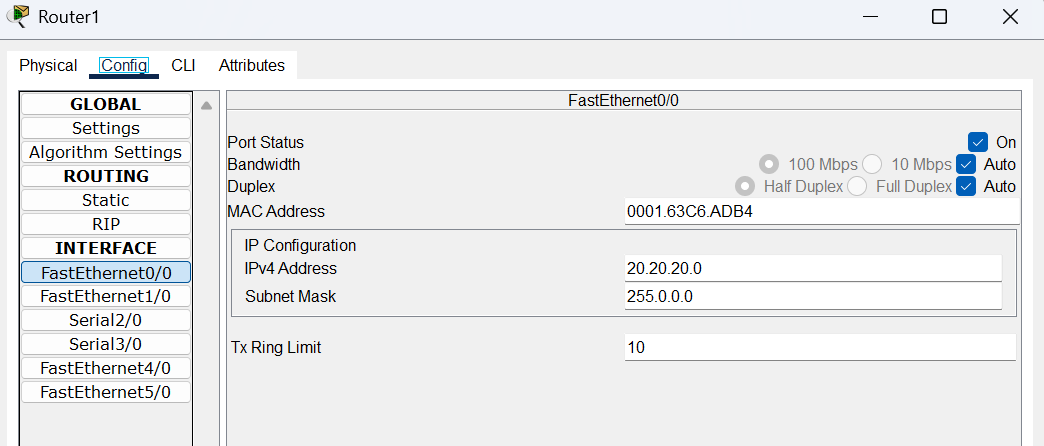 Router1
Physical Config CLI Attributes
GLOBAL
Settings
Algorithm Settings
ROUTING
Static
RIP
INTERFACE
FastEthernet0/0
FastEthernet1/0
Serial2/0
Serial3/0
FastEthernet4/0
FastEthernet5/0
FastEthernet0/0
Port Status On
Bandwidth 100 Mbps 10 Mbps Auto
Duplex Half Duplex Full Duplex Auto
MAC Address 0001.63C6.ADB4
IP Configuration
IPv4 Address 20.20.20.0
Subnet Mask 255.0.0.0
Tx Ring Limit 10